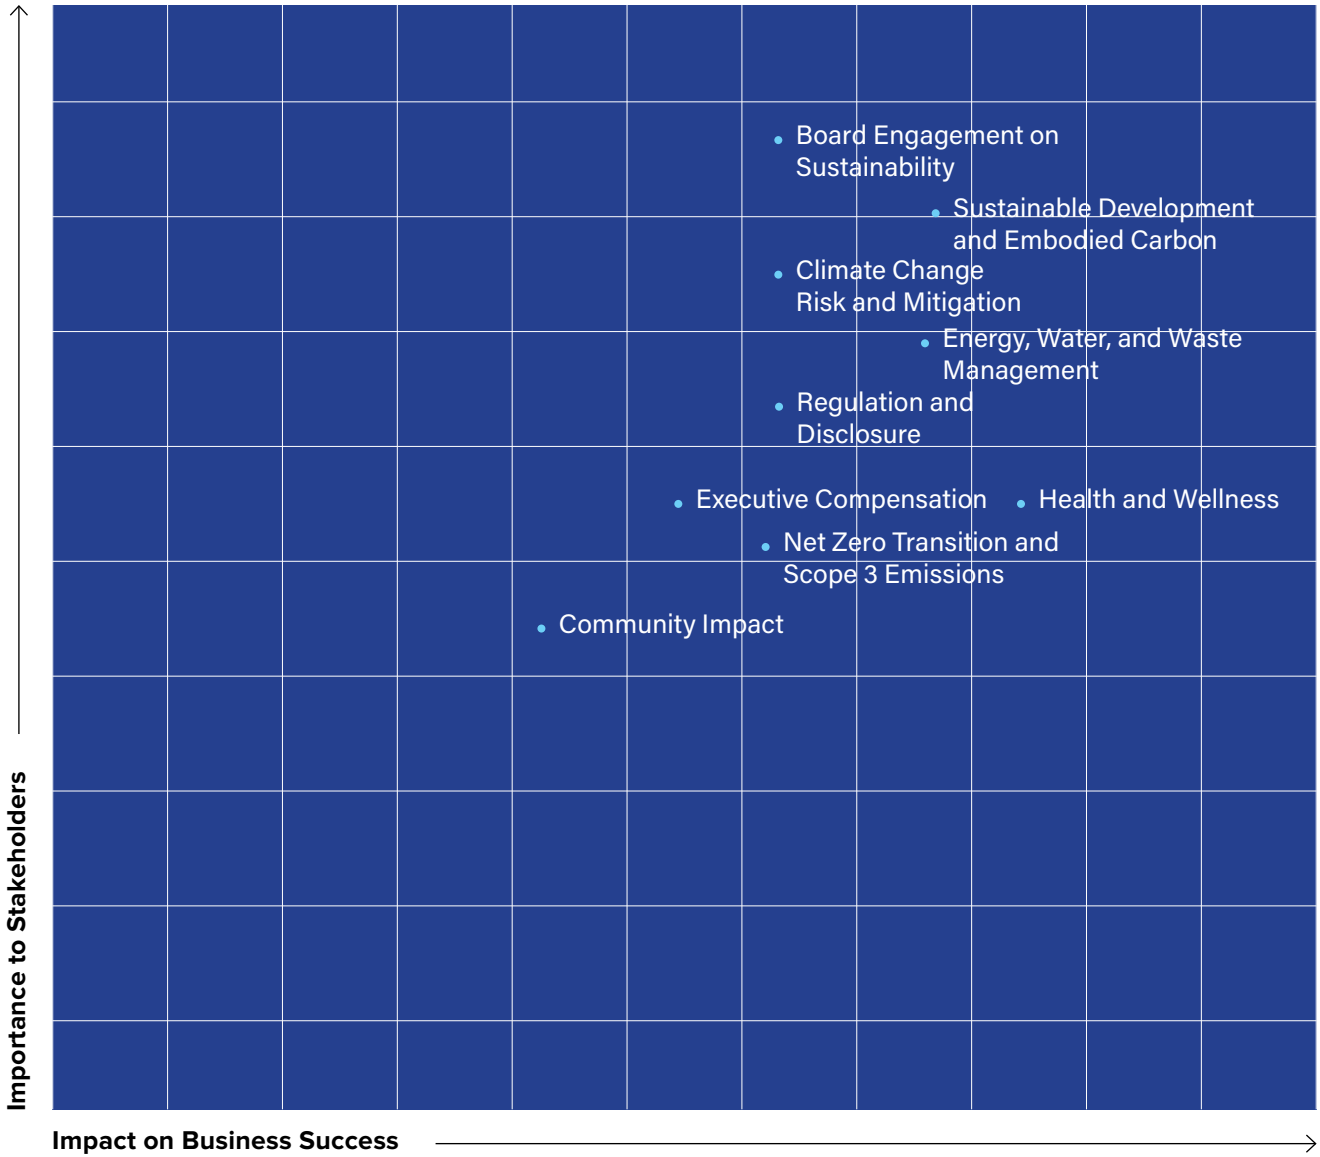 Board Engagement on
Sustainability
Sustainable Development
and Embodied Carbon
Climate Change
Risk and Mitigation
Energy, Water, and Waste
Management
Regulation and
Disclosure
Executive Compensation
Health and Wellness
Net Zero Transition and
Scope 3 Emissions
Community Impact
Importance to Stakeholders
Impact on Business Success